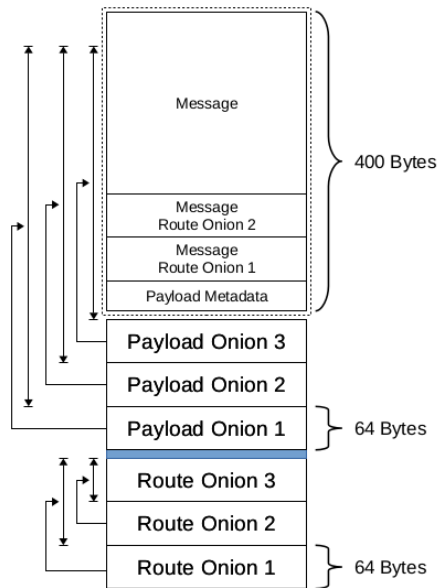 Message
400 Bytes
Message
Route Onion 2
Message
Route Onion 1
Payload Metadata
Payload Onion 3
Payload Onion 2
Payload Onion 1
64 Bytes
Route Onion 3
Route Onion 2
Route Onion 1
64 Bytes